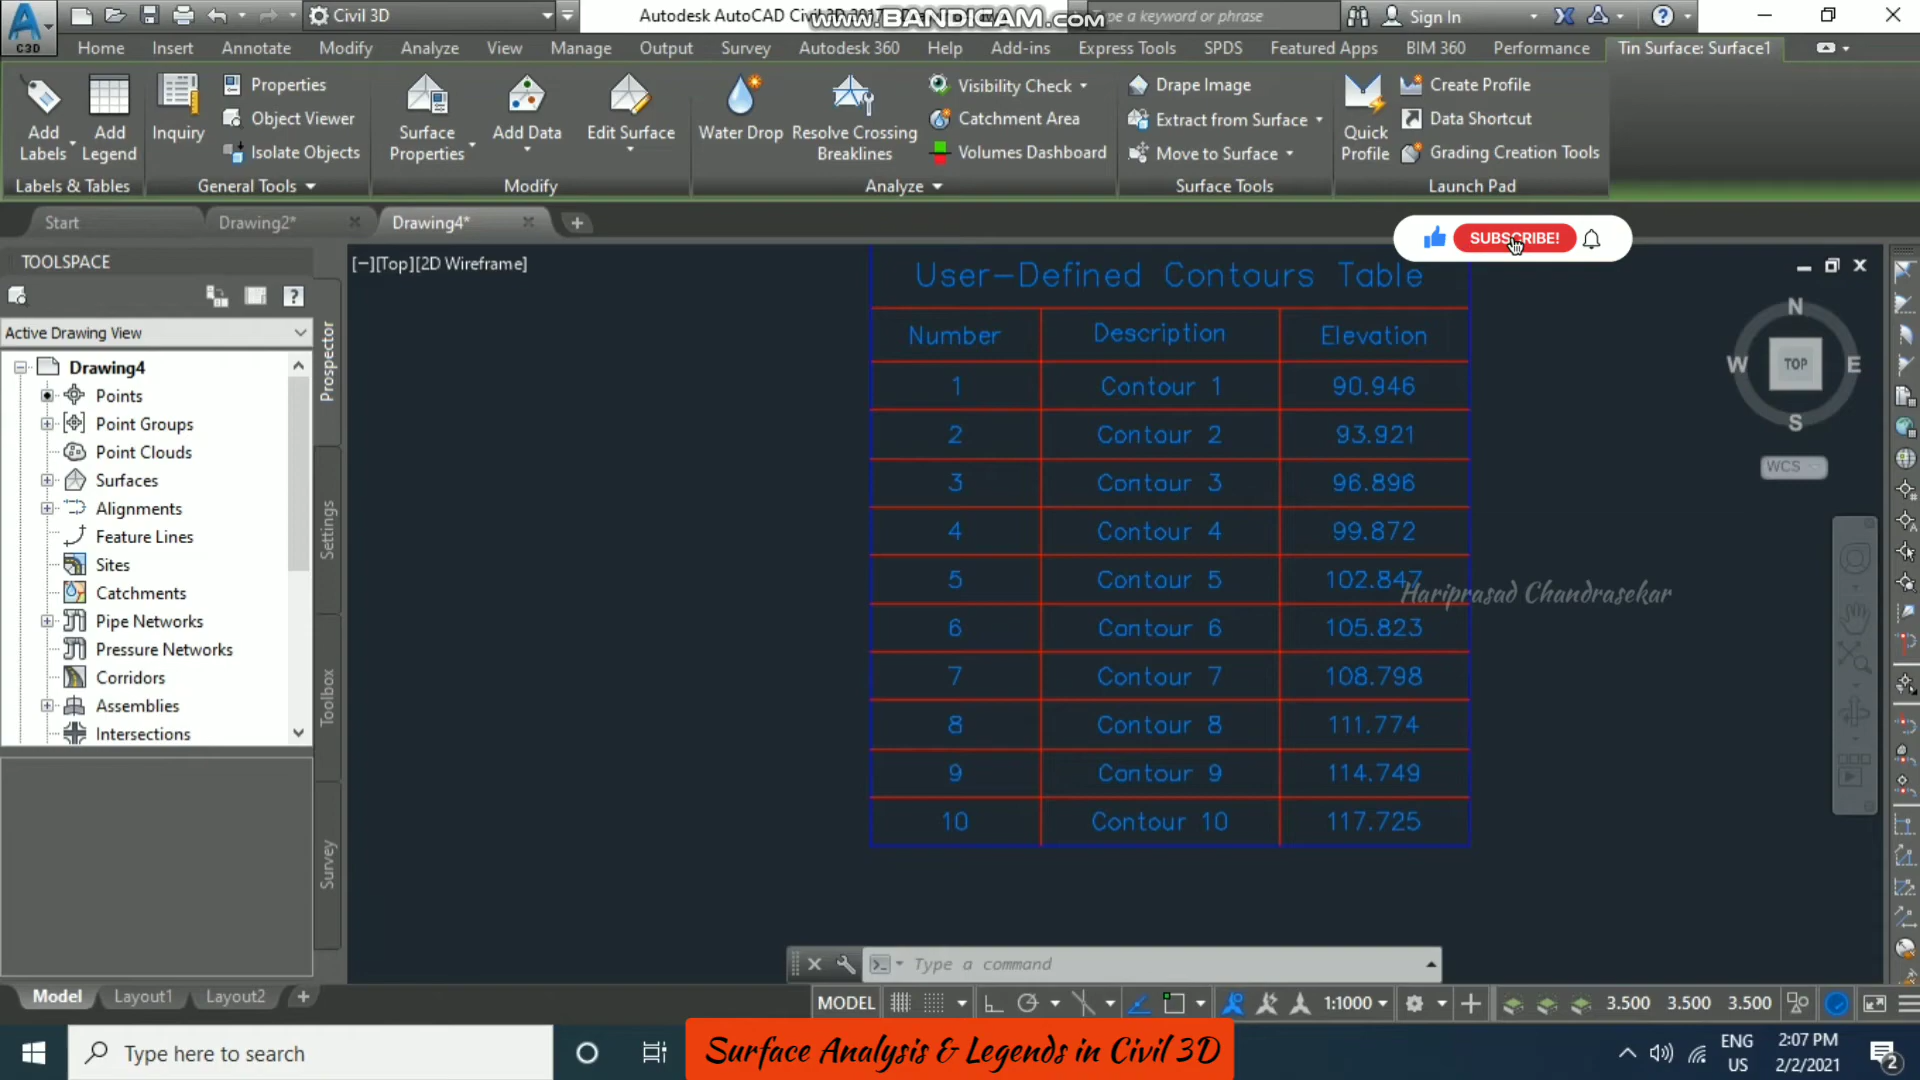 C3D
Civil 3D
Autodesk AutoCAD Civil 3D 2017
www.BANDICAM.com
Type a keyword or phrase
Sign In
Home Insert Annotate Modify Analyze View Manage Output Survey Autodesk 360 Help Add-ins Express Tools SPDS Featured Apps BIM 360 Performance Tin Surface: Surface1
Add Labels
Add Legend
Labels & Tables
Inquiry
Properties
Object Viewer
Isolate Objects
General Tools
Surface Properties
Add Data
Edit Surface
Modify
Water Drop
Resolve Crossing Breaklines
Visibility Check
Catchment Area
Volumes Dashboard
Analyze
Drape Image
Extract from Surface
Move to Surface
Surface Tools
Quick Profile
Create Profile
Data Shortcut
Grading Creation Tools
Launch Pad
Start Drawing2* Drawing4*
SUBSCRIBE!
TOOLSPACE
Active Drawing View
Drawing4
Points
Point Groups
Point Clouds
Surfaces
Alignments
Feature Lines
Sites
Catchments
Pipe Networks
Pressure Networks
Corridors
Assemblies
Intersections
Prospector
Settings
Toolbox
Survey
[−][Top][2D Wireframe]
User-Defined Contours Table
Number Description Elevation
1 Contour 1 90.946
2 Contour 2 93.921
3 Contour 3 96.896
4 Contour 4 99.872
5 Contour 5 102.847
6 Contour 6 105.823
7 Contour 7 108.798
8 Contour 8 111.774
9 Contour 9 114.749
10 Contour 10 117.725
Hariprasad Chandrasekar
N
W TOP E
S
WCS
Type a command
Model Layout1 Layout2
MODEL 1:1000 3.500 3.500 3.500
Type here to search
Surface Analysis & Legends in Civil 3D
ENG
US
2:07 PM
2/2/2021
2